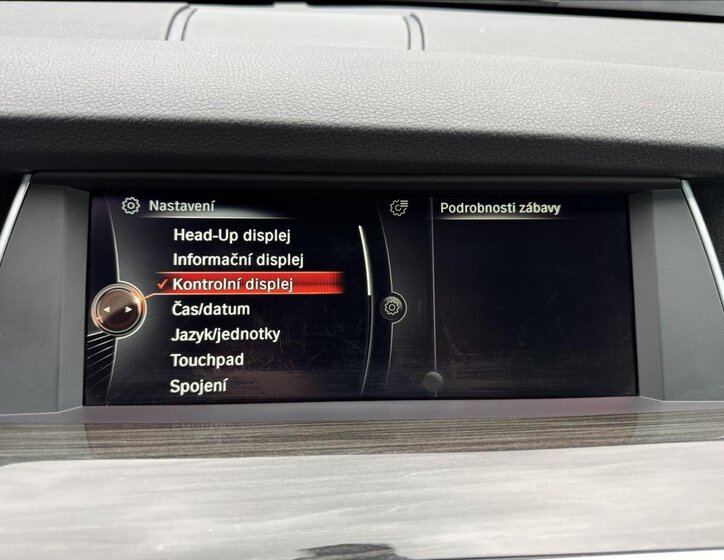 Nastavení
Head-Up displej
Informační displej
Kontrolní displej
Čas/datum
Jazyk/jednotky
Touchpad
Spojení
Podrobnosti zábavy